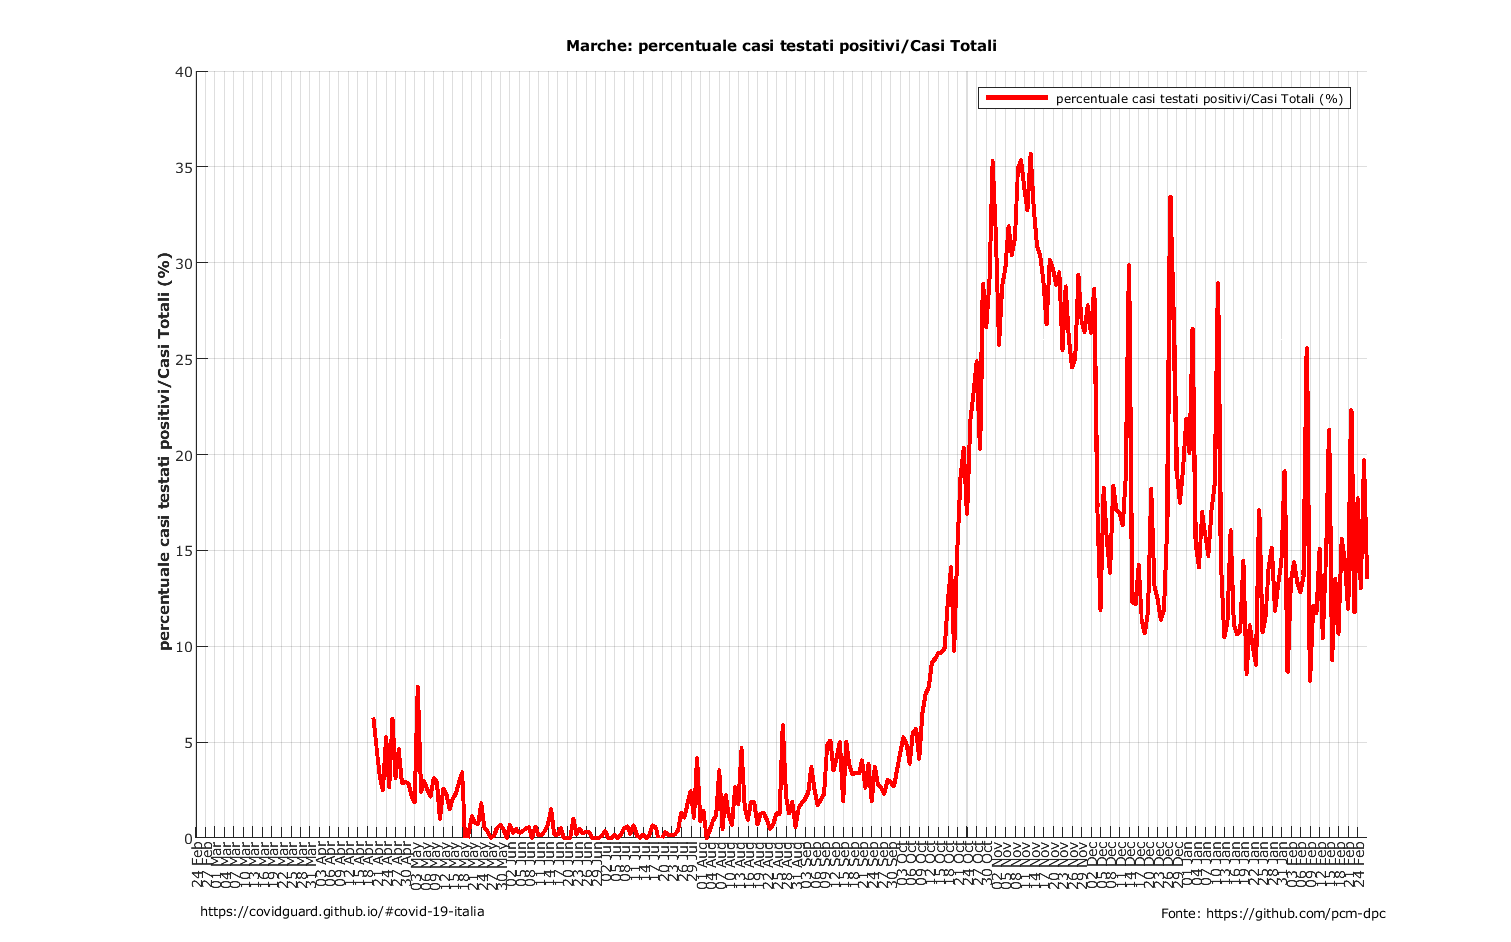 Marche: percentuale casi testati positivi/Casi Totali
percentuale casi testati positivi/Casi Totali (%)
percentuale casi testati positivi/Casi Totali (%)
40
35
30
25
20
15
10
5
0
24 Feb
27 Feb
01 Mar
04 Mar
07 Mar
10 Mar
13 Mar
16 Mar
19 Mar
22 Mar
25 Mar
28 Mar
31 Mar
03 Apr
06 Apr
09 Apr
12 Apr
15 Apr
18 Apr
21 Apr
24 Apr
27 Apr
30 Apr
03 May
06 May
09 May
12 May
15 May
18 May
21 May
24 May
27 May
30 May
02 Jun
05 Jun
08 Jun
11 Jun
14 Jun
17 Jun
20 Jun
23 Jun
26 Jun
29 Jun
02 Jul
05 Jul
08 Jul
11 Jul
14 Jul
17 Jul
20 Jul
23 Jul
26 Jul
29 Jul
01 Aug
04 Aug
07 Aug
10 Aug
13 Aug
16 Aug
19 Aug
22 Aug
25 Aug
28 Aug
31 Aug
03 Sep
06 Sep
09 Sep
12 Sep
15 Sep
18 Sep
21 Sep
24 Sep
27 Sep
30 Sep
03 Oct
06 Oct
09 Oct
12 Oct
15 Oct
18 Oct
21 Oct
24 Oct
27 Oct
30 Oct
02 Nov
05 Nov
08 Nov
11 Nov
14 Nov
17 Nov
20 Nov
23 Nov
26 Nov
29 Nov
02 Dec
05 Dec
08 Dec
11 Dec
14 Dec
17 Dec
20 Dec
23 Dec
26 Dec
29 Dec
01 Jan
04 Jan
07 Jan
10 Jan
13 Jan
16 Jan
19 Jan
22 Jan
25 Jan
28 Jan
31 Jan
03 Feb
06 Feb
09 Feb
12 Feb
15 Feb
18 Feb
21 Feb
24 Feb
https://covidguard.github.io/#covid-19-italia
Fonte: https://github.com/pcm-dpc